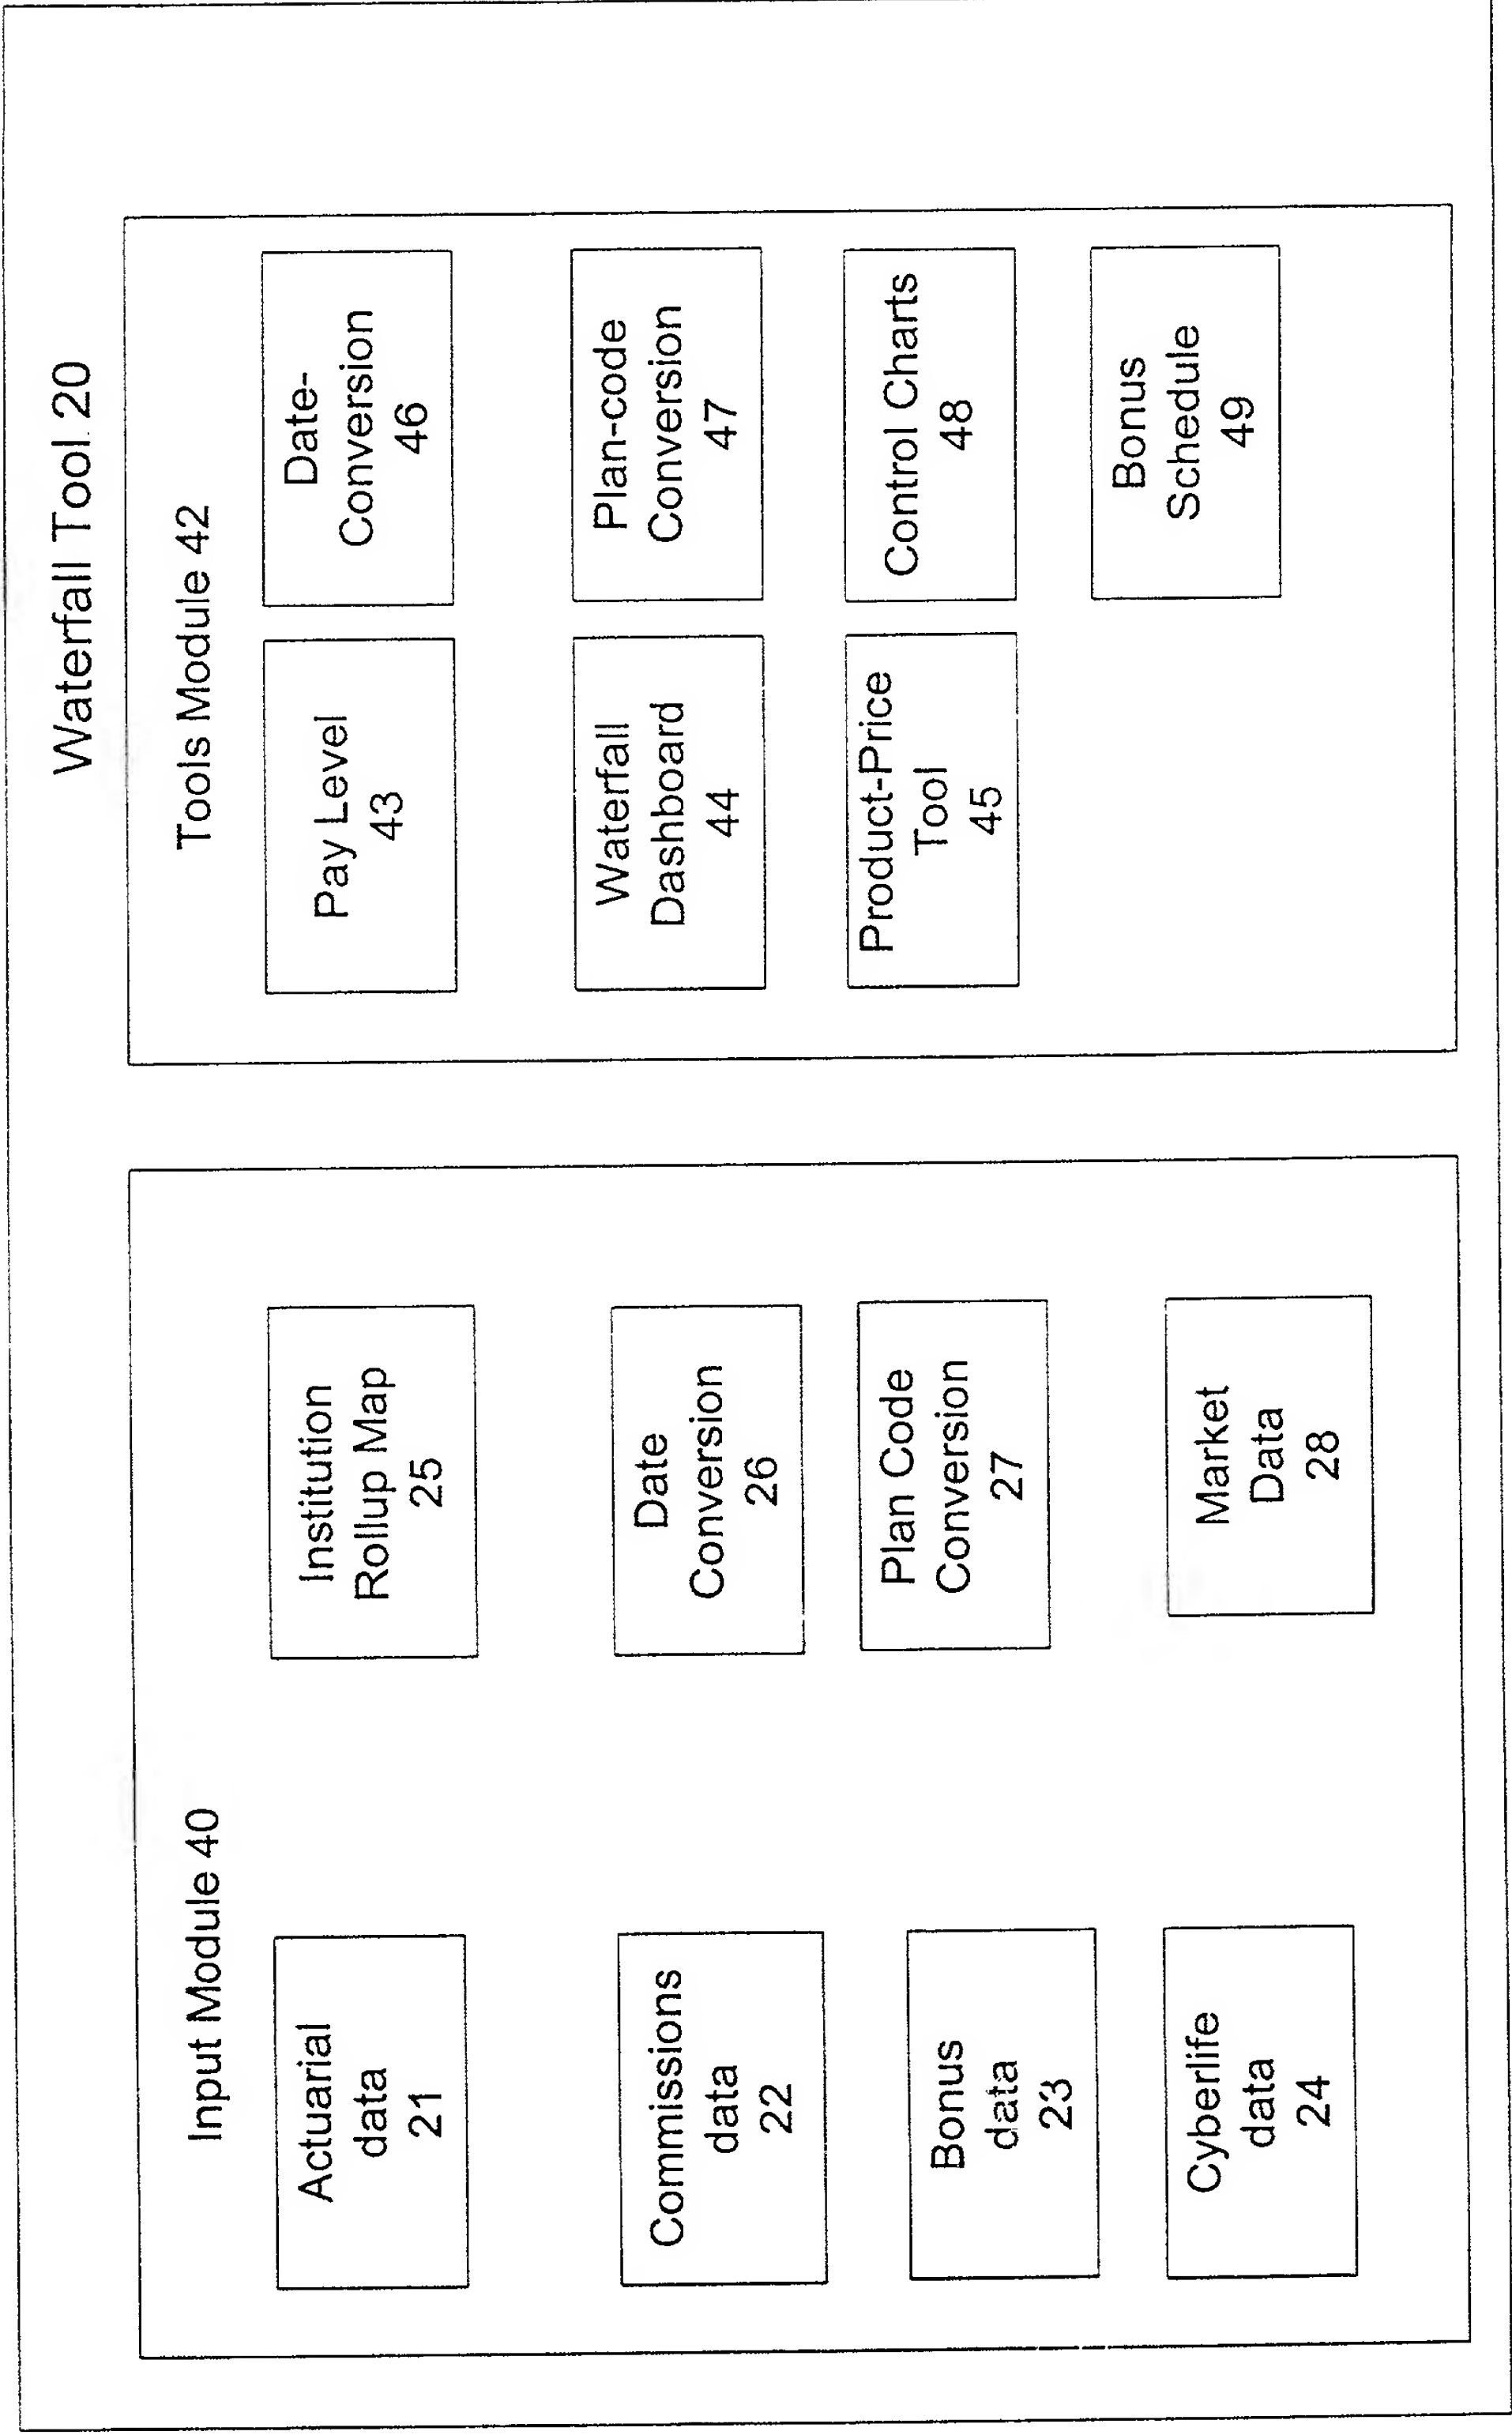 Waterfall Tool 20
Input Module 40
Actuarial
data
21
Commissions
data
22
Bonus
data
23
Cyberlife
data
24
Institution
Rollup Map
25
Date
Conversion
26
Plan Code
Conversion
27
Market
Data
28
Tools Module 42
Pay Level
43
Waterfall
Dashboard
44
Product-Price
Tool
45
Date-
Conversion
46
Plan-code
Conversion
47
Control Charts
48
Bonus
Schedule
49